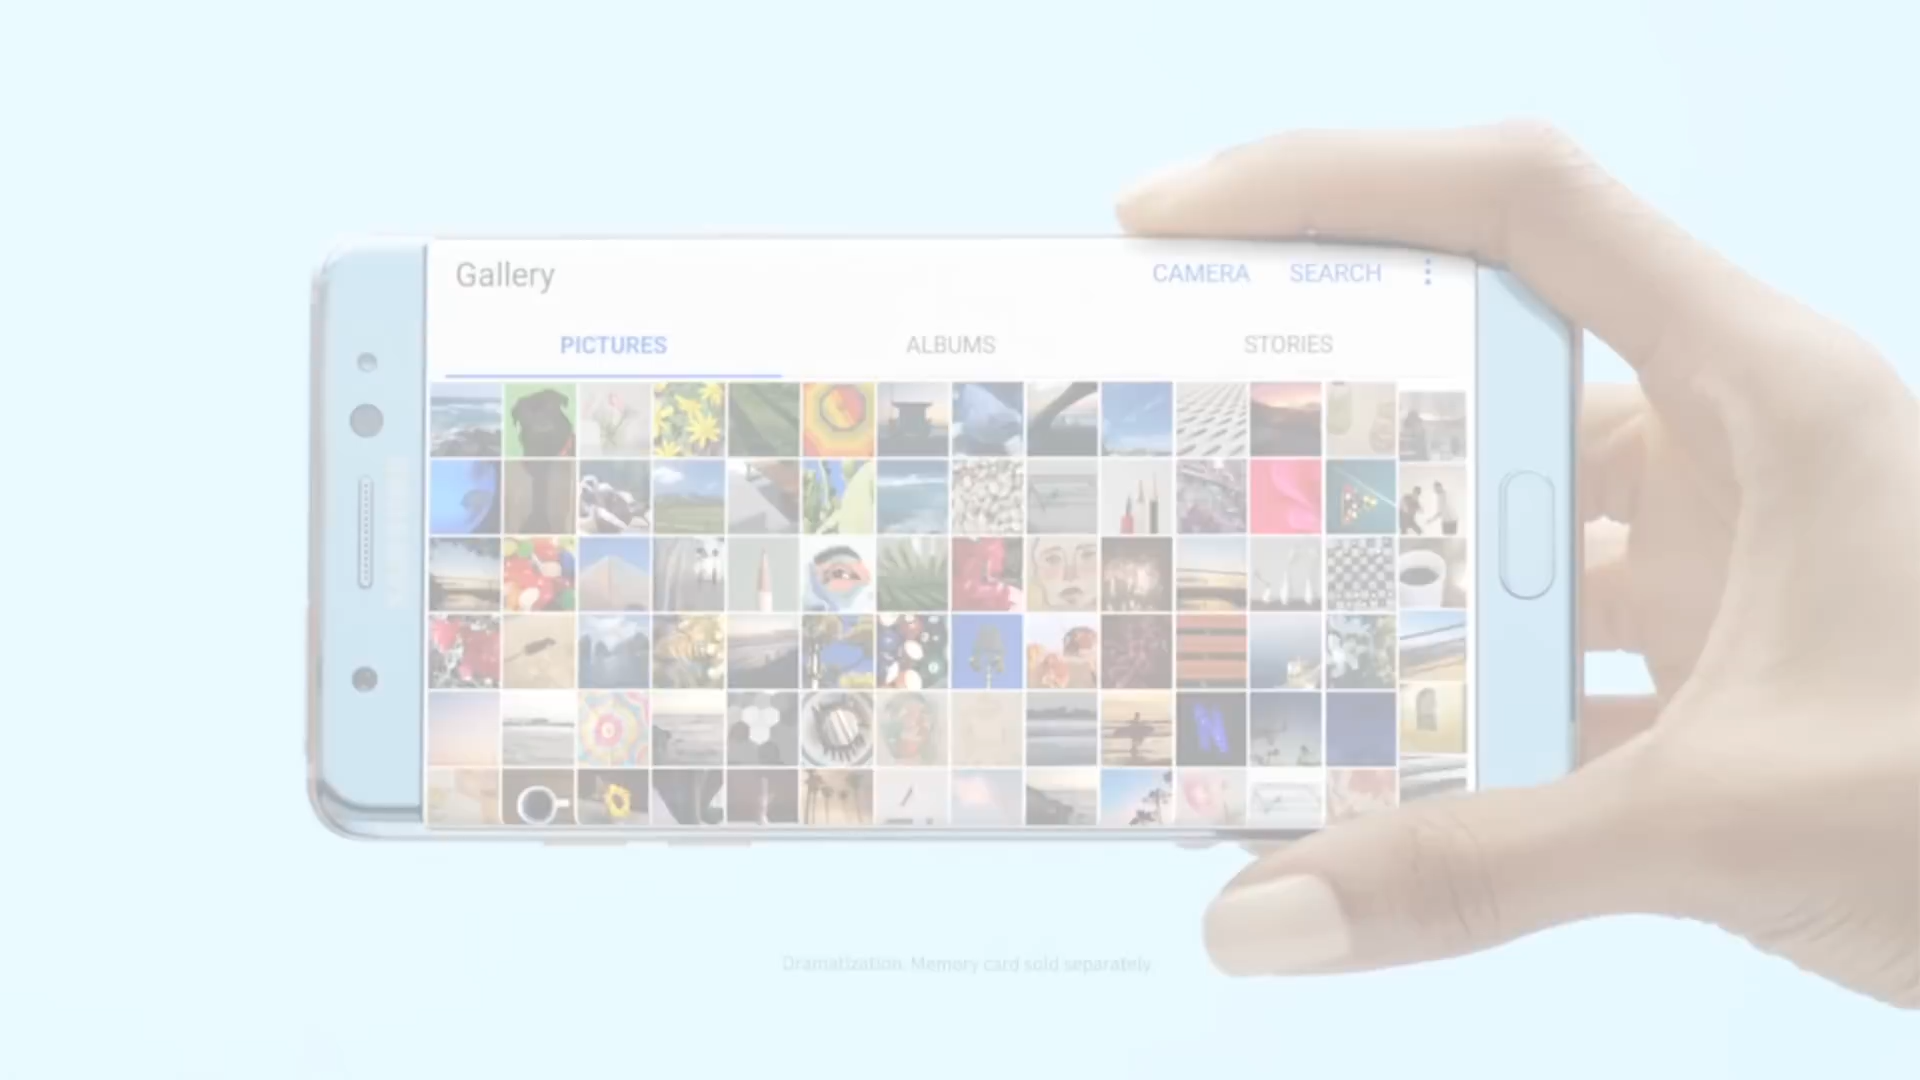 Gallery
CAMERA SEARCH
PICTURES ALBUMS STORIES
N
Dramatization. Memory card sold separately.